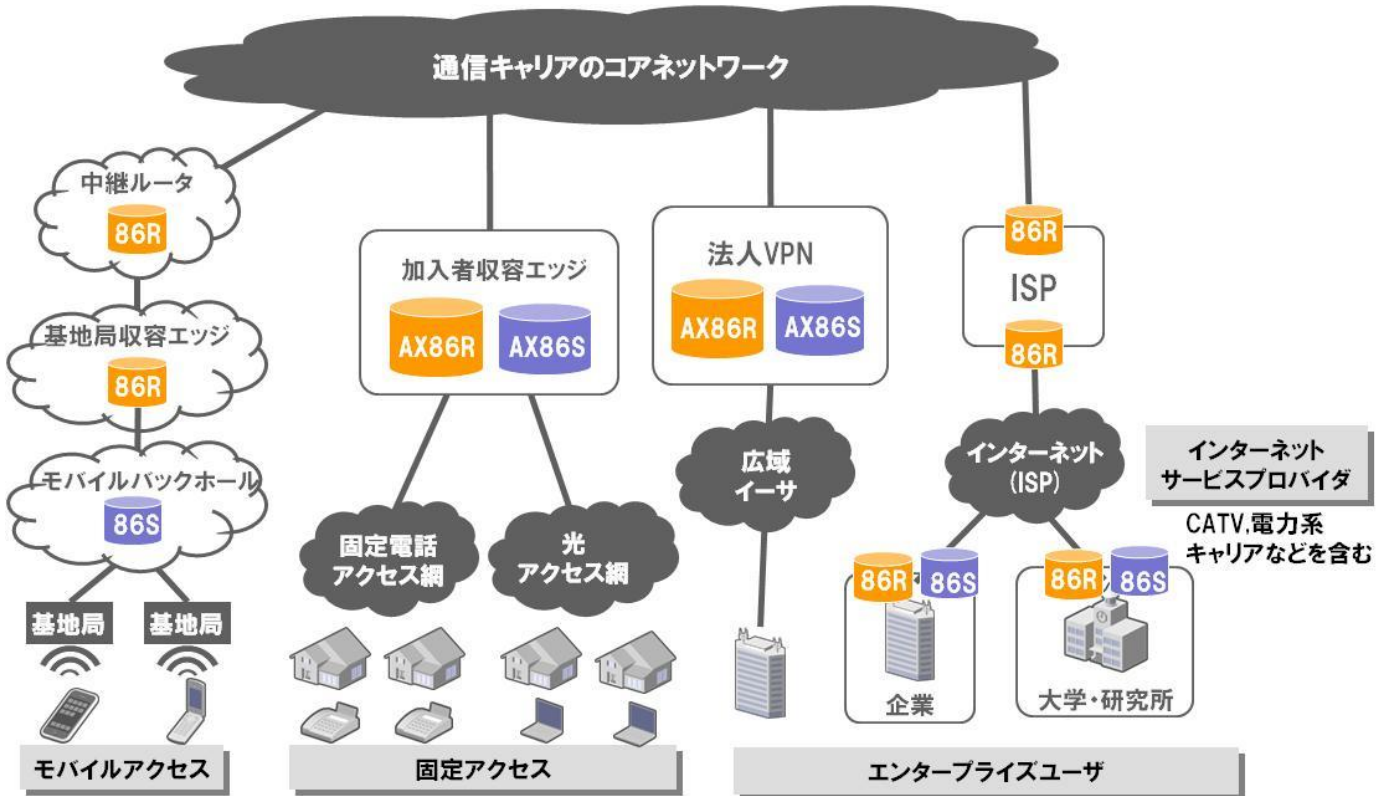 通信キャリアのコアネットワーク
中継ルータ
86R
基地局収容エッジ
86R
モバイルバックホール
86S
基地局
基地局
モバイルアクセス
加入者収容エッジ
AX86R
AX86S
固定電話
アクセス網
光
アクセス網
固定アクセス
法人VPN
AX86R
AX86S
広域
イーサ
86R
ISP
86R
インターネット
(ISP)
インターネット
サービスプロバイダ
CATV,電力系
キャリアなどを含む
86R
86S
企業
86R
86S
大学・研究所
エンタープライズユーザ